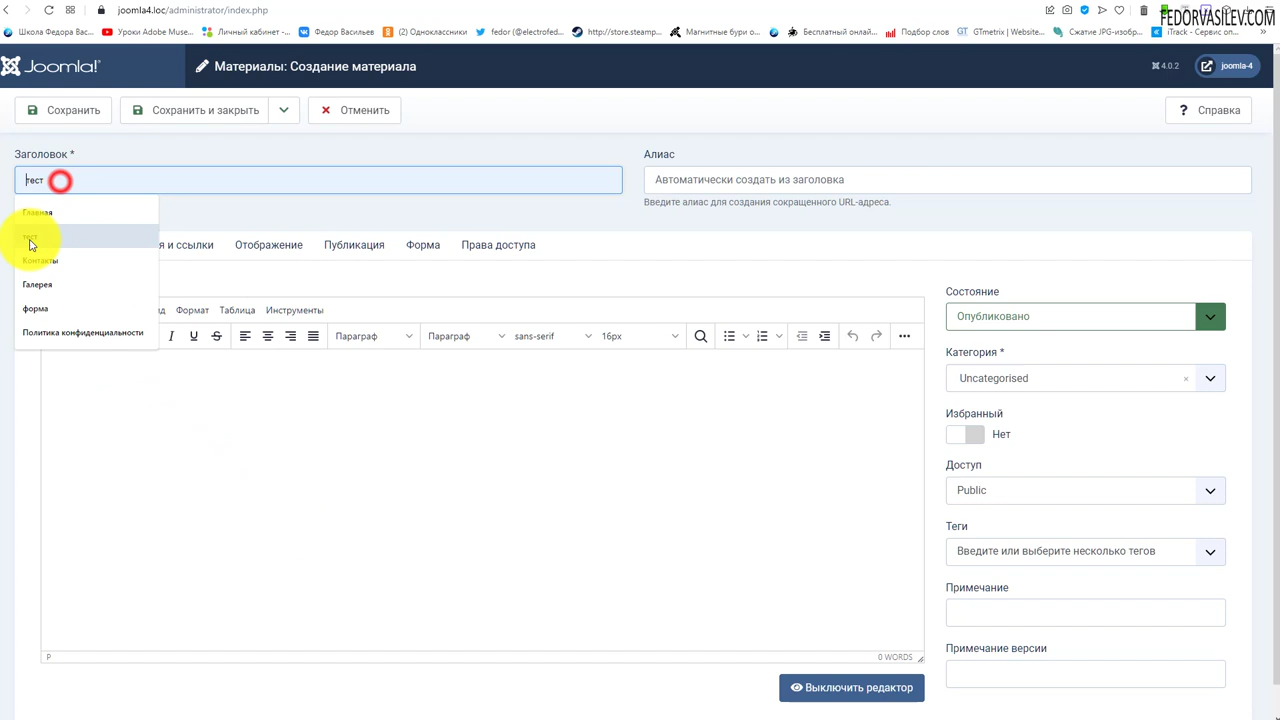 joomla4.loc/administrator/index.php
FEDORVASILEV.COM
Школа Федора Вас... Уроки Adobe Muse... Личный кабинет -... Федор Васильев (2) Одноклассники fedor (@electrofed... http://store.steamp... Магнитные бури о... Бесплатный онлай... Подбор слов GTmetrix | Website... Сжатие JPG-изобр... iTrack - Сервис оп...
Joomla! Материалы: Создание материала 4.0.2 joomla-4
Сохранить Сохранить и закрыть Отменить ? Справка
Заголовок * Алиас
тест Автоматически создать из заголовка
Введите алиас для создания сокращенного URL-адреса.
Главная
тест
Контакты
Галерея
форма
Политика конфиденциальности
я и ссылки Отображение Публикация Форма Права доступа
ид Формат Таблица Инструменты
I U S Параграф Параграф sans-serif 16px
P 0 WORDS
Выключить редактор
Состояние
Опубликовано
Категория *
Uncategorised ×
Избранный
Нет
Доступ
Public
Теги
Введите или выберите несколько тегов
Примечание
Примечание версии